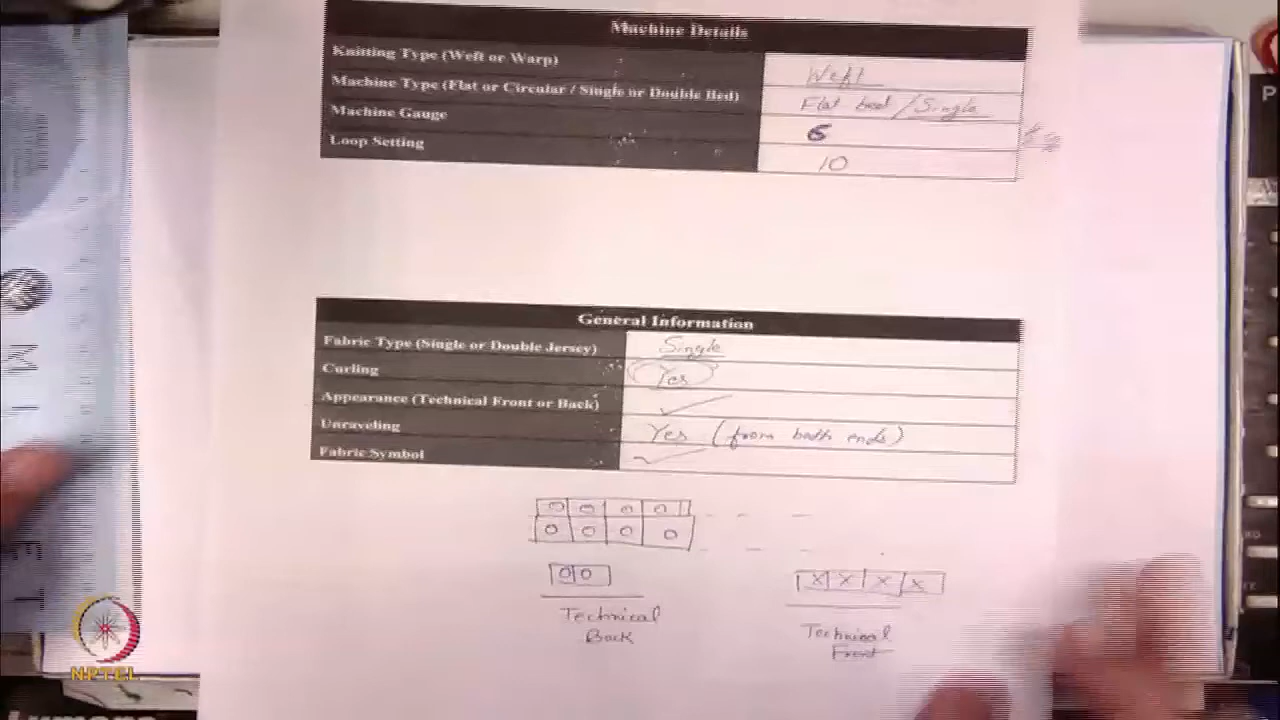 Machine Details
Knitting Type (Weft or Warp) Weft
Machine Type (Flat or Circular / Single or Double Bed) Flat bed / Single
Machine Gauge 6
Loop Setting 10
General Information
Fabric Type (Single or Double Jersey) Single
Curling Yes
Appearance (Technical Front or Back) ✓
Unraveling Yes (from both ends)
Fabric Symbol ✓
O O O O
O O O O
O O
X X X X
Technical
Back
Technical
Front
NPTEL